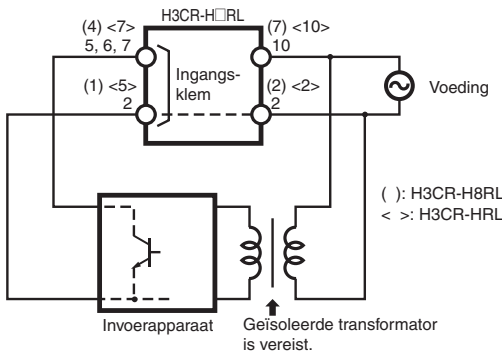 H3CR-H□RL
(4) <7>
5, 6, 7
(7) <10>
10
Ingangs-
klem
(1) <5>
2
(2) <2>
2
Voeding
( ): H3CR-H8RL
< >: H3CR-HRL
Invoerapparaat
Geïsoleerde transformator
is vereist.